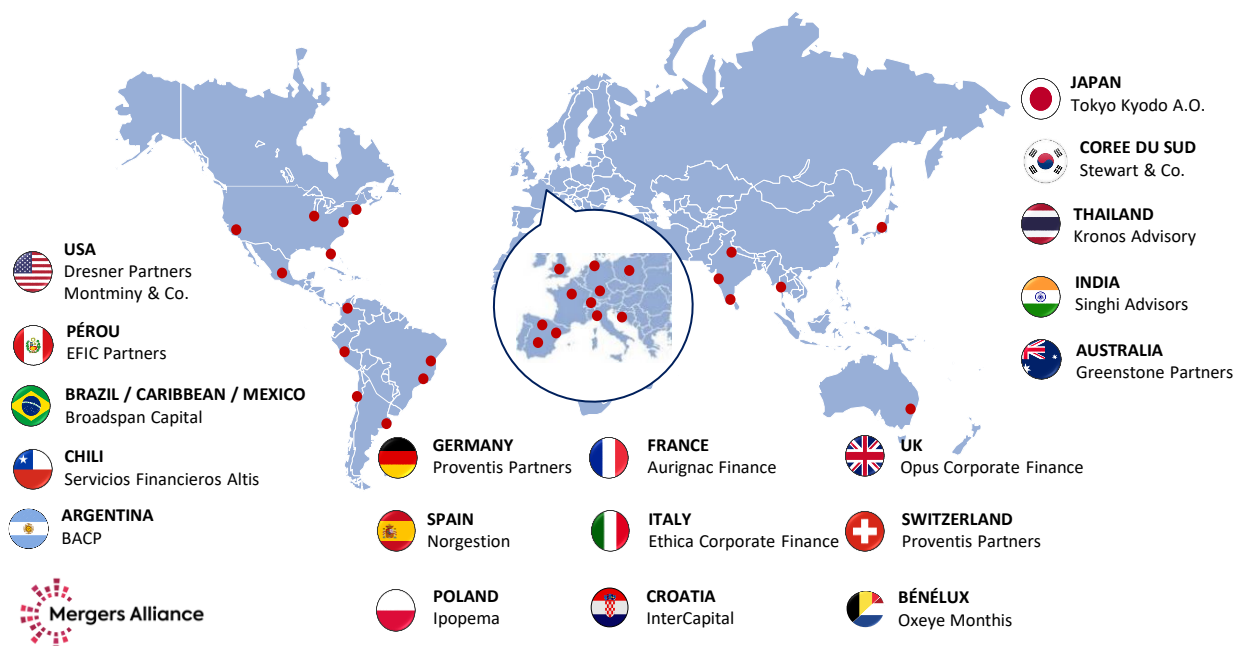 USA
Dresner Partners
Montminy & Co.
PÉROU
EFIC Partners
BRAZIL / CARIBBEAN / MEXICO
Broadspan Capital
CHILI
Servicios Financieros Altis
ARGENTINA
BACP
Mergers Alliance
GERMANY
Proventis Partners
SPAIN
Norgestion
POLAND
Ipopema
FRANCE
Aurignac Finance
ITALY
Ethica Corporate Finance
CROATIA
InterCapital
UK
Opus Corporate Finance
SWITZERLAND
Proventis Partners
BÉNÉLUX
Oxeye Monthis
JAPAN
Tokyo Kyodo A.O.
COREE DU SUD
Stewart & Co.
THAILAND
Kronos Advisory
INDIA
Singhi Advisors
AUSTRALIA
Greenstone Partners